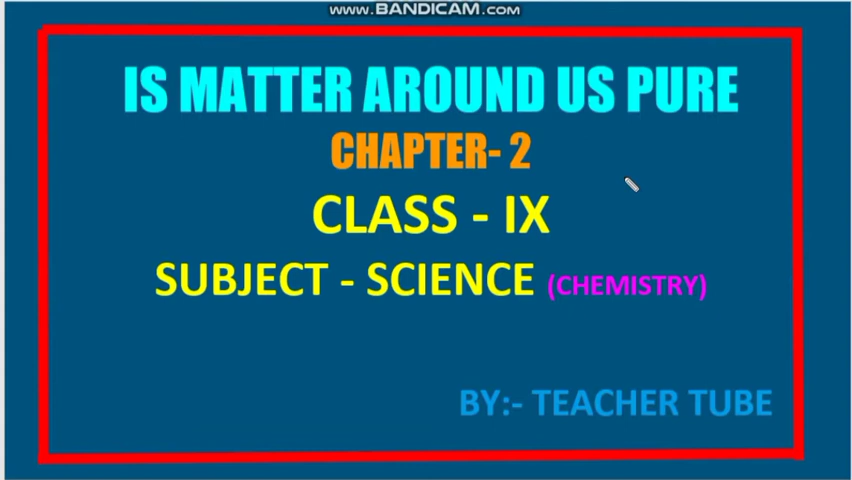 www.BANDICAM.com
IS MATTER AROUND US PURE
CHAPTER- 2
CLASS - IX
SUBJECT - SCIENCE (CHEMISTRY)
BY:- TEACHER TUBE